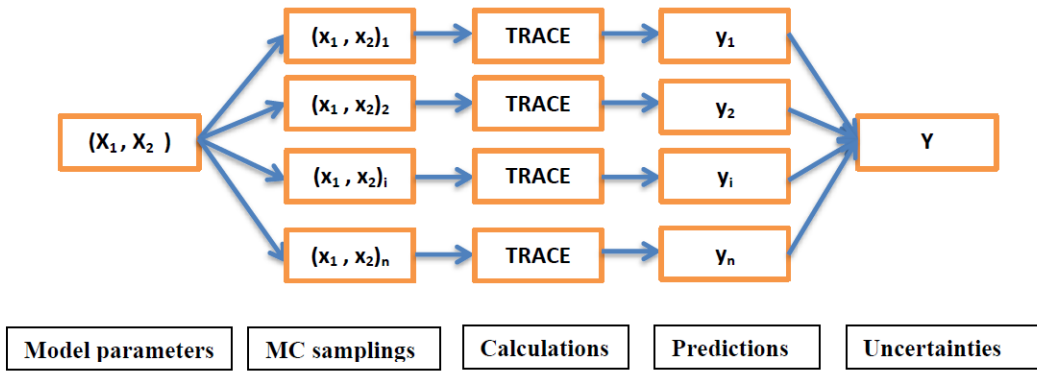 (x₁ , x₂)₁ TRACE y₁
(x₁ , x₂)₂ TRACE y₂
(X₁ , X₂ ) Y
(x₁ , x₂)ᵢ TRACE yᵢ
(x₁ , x₂)ₙ TRACE yₙ
Model parameters MC samplings Calculations Predictions Uncertainties